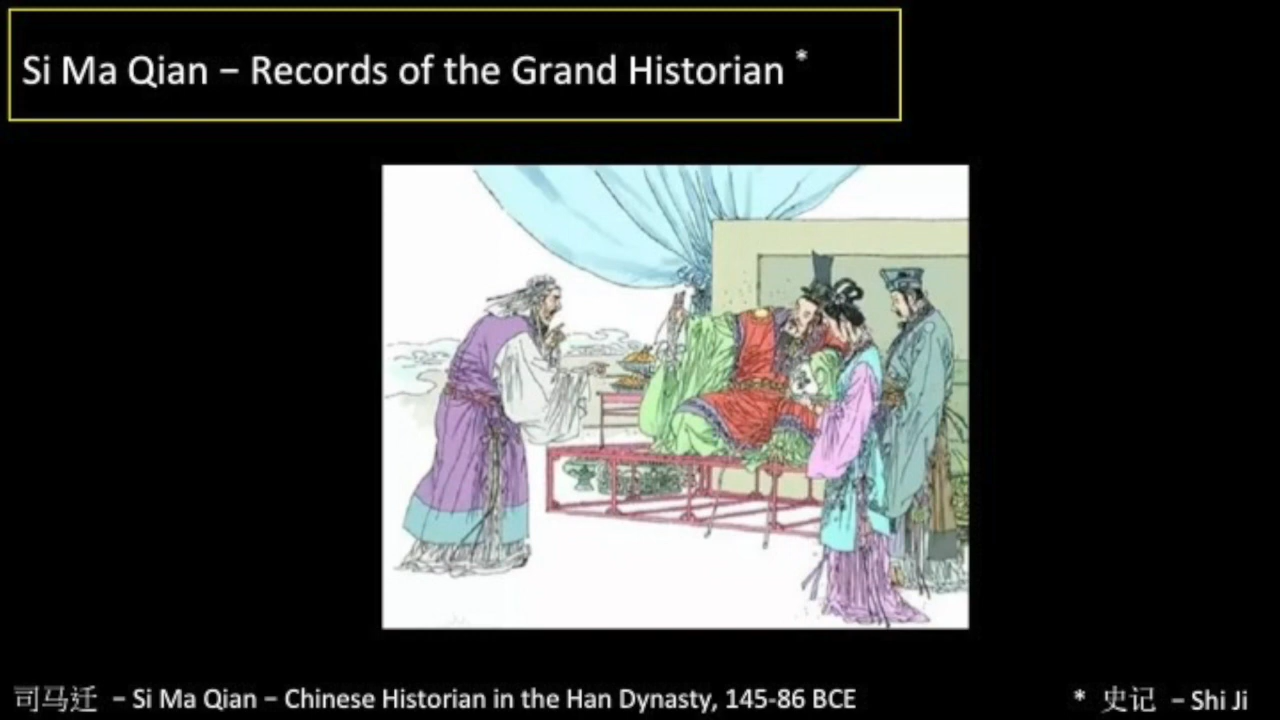 Si Ma Qian – Records of the Grand Historian *
司马迁 – Si Ma Qian – Chinese Historian in the Han Dynasty, 145-86 BCE
* 史记 – Shi Ji